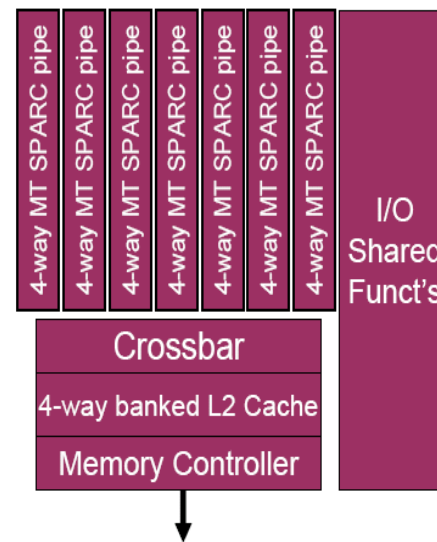 4-way MT SPARC pipe
4-way MT SPARC pipe
4-way MT SPARC pipe
4-way MT SPARC pipe
4-way MT SPARC pipe
4-way MT SPARC pipe
4-way MT SPARC pipe
I/O
Shared
Funct's
Crossbar
4-way banked L2 Cache
Memory Controller